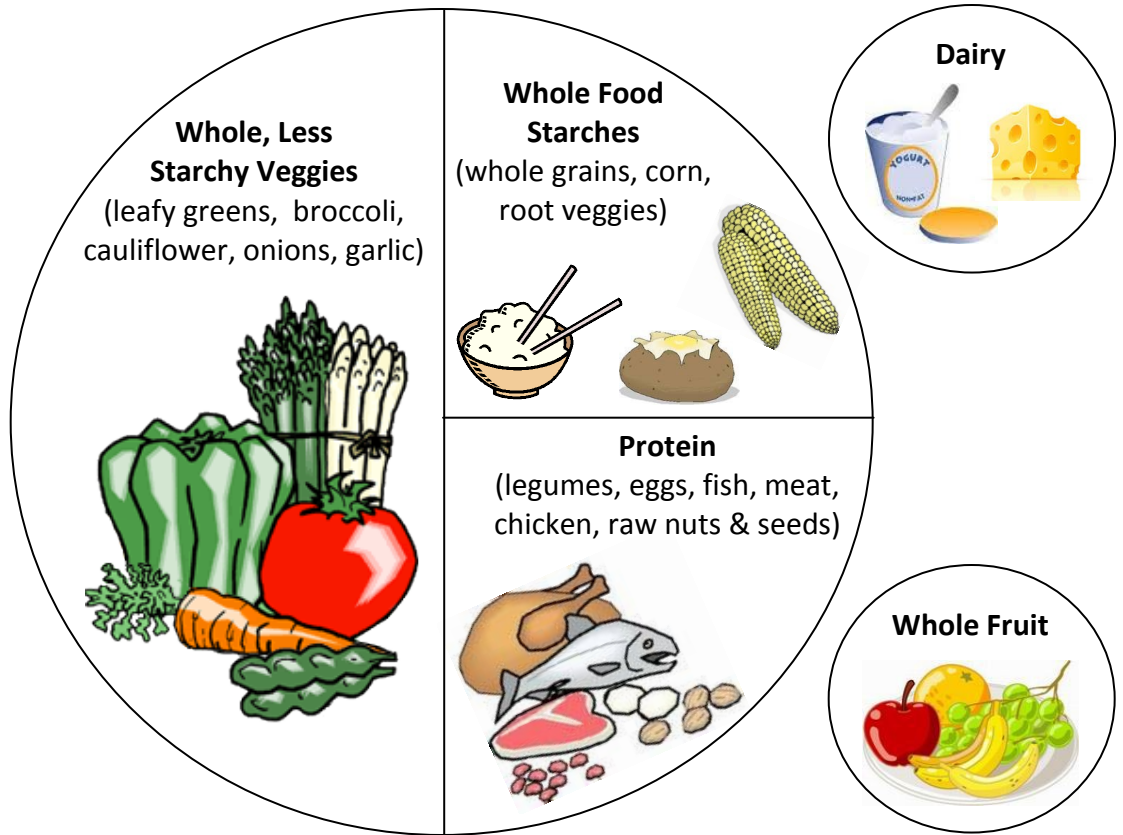 Whole, Less
Starchy Veggies
(leafy greens, broccoli,
cauliflower, onions, garlic)
Whole Food
Starches
(whole grains, corn,
root veggies)
Protein
(legumes, eggs, fish, meat,
chicken, raw nuts & seeds)
Dairy
YOGURT
NONFAT
Whole Fruit